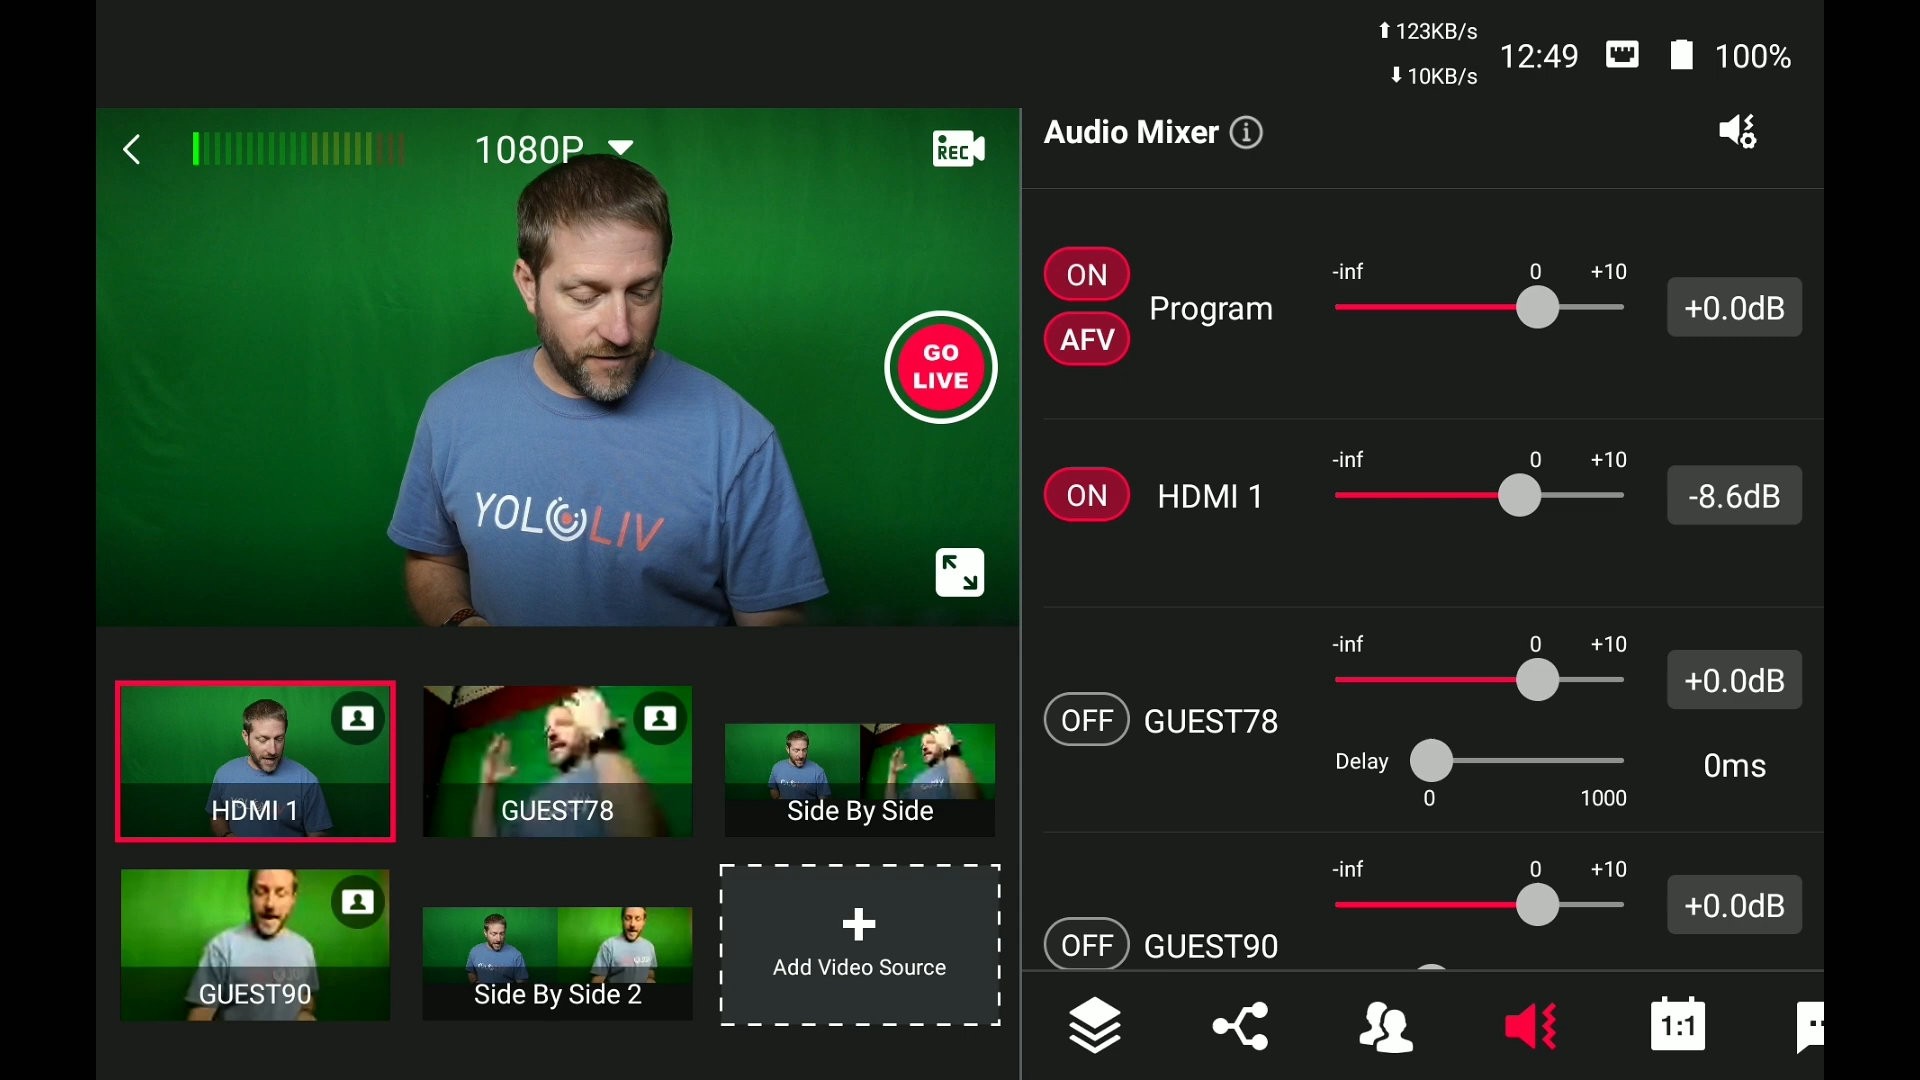 123KB/s
10KB/s
12:49
100%
1080P
REC
Audio Mixer
GO
LIVE
YOLOLIV
ON
AFV
Program
-inf 0 +10
+0.0dB
ON
HDMI 1
-inf 0 +10
-8.6dB
OFF
GUEST78
-inf 0 +10
+0.0dB
Delay
0 1000
0ms
OFF
GUEST90
-inf 0 +10
+0.0dB
HDMI 1
GUEST78
Side By Side
GUEST90
Side By Side 2
Add Video Source
1:1